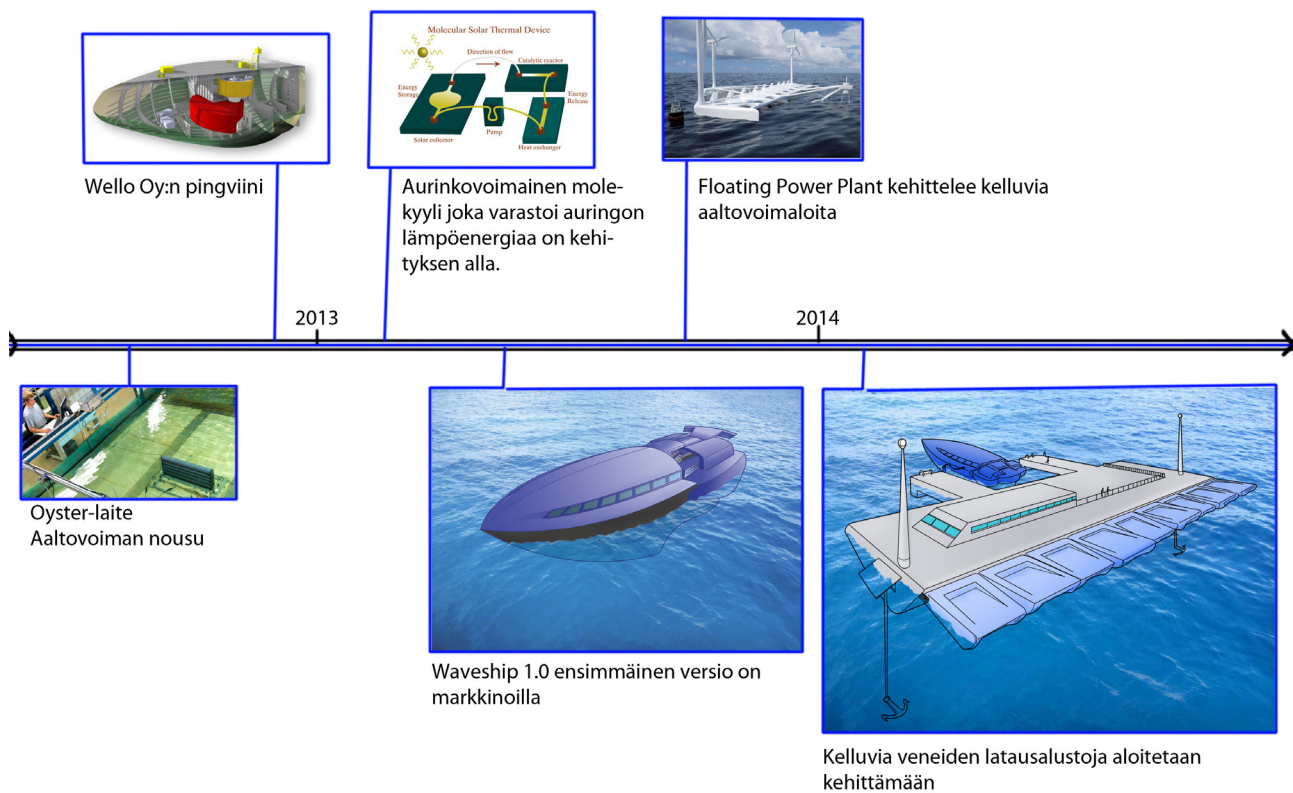 Molecular Solar Thermal Device
Direction of flow
Catalytic reactor
Energy
Storage
Energy
Release
Pump
Solar collector
Heat exchanger
Wello Oy:n pingviini
Aurinkovoimainen mole-
kyyli joka varastoi auringon
lämpöenergiaa on kehi-
tyksen alla.
Floating Power Plant kehittelee kelluvia
aaltovoimaloita
2013
2014
Oyster-laite
Aaltovoiman nousu
Waveship 1.0 ensimmäinen versio on
markkinoilla
Kelluvia veneiden latausalustoja aloitetaan
kehittämään